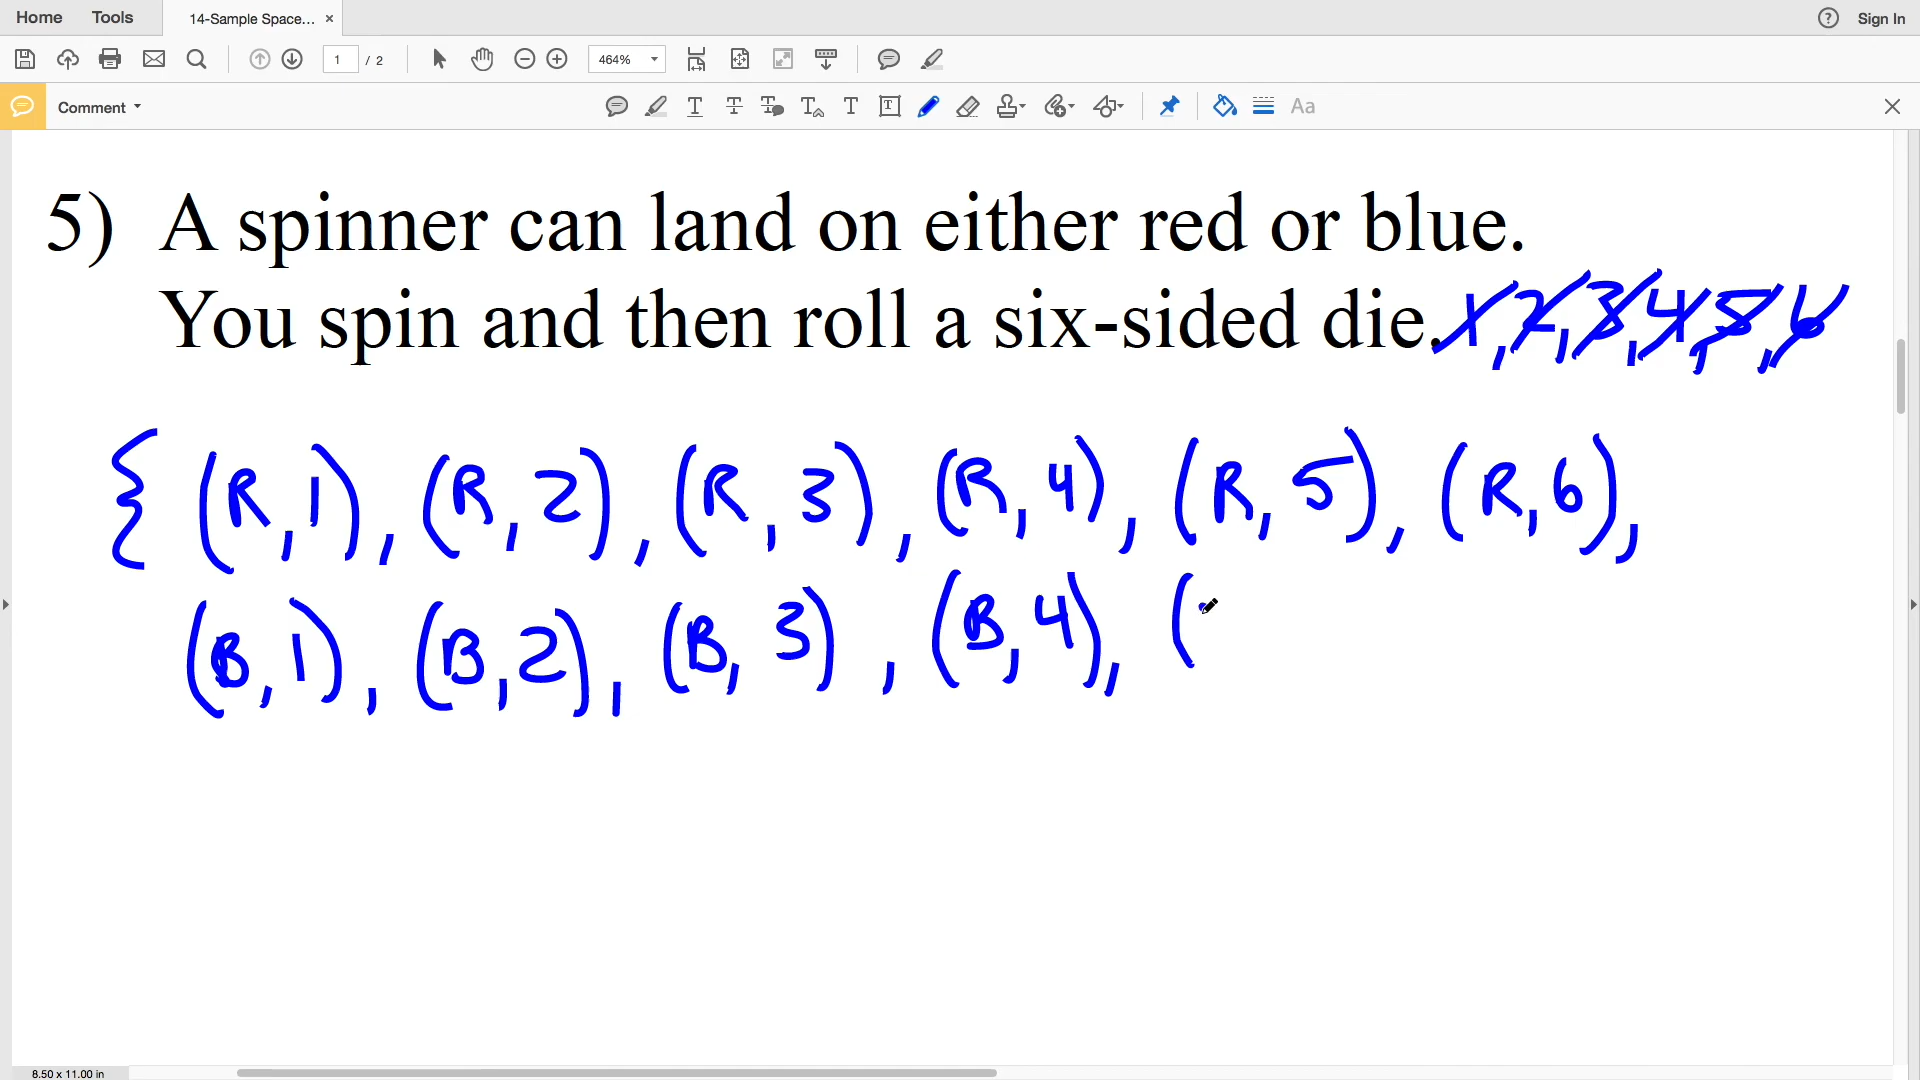 Home Tools 14-Sample Space... × ? Sign In
1 / 2 464%
Comment T T T T T T Aa
5) A spinner can land on either red or blue.
You spin and then roll a six-sided die. 1, 2, 3, 4, 5, 6
{ (R, 1), (R, 2), (R, 3), (R, 4), (R, 5), (R, 6),
(B, 1), (B, 2), (B, 3), (B, 4), (
8.50 x 11.00 in